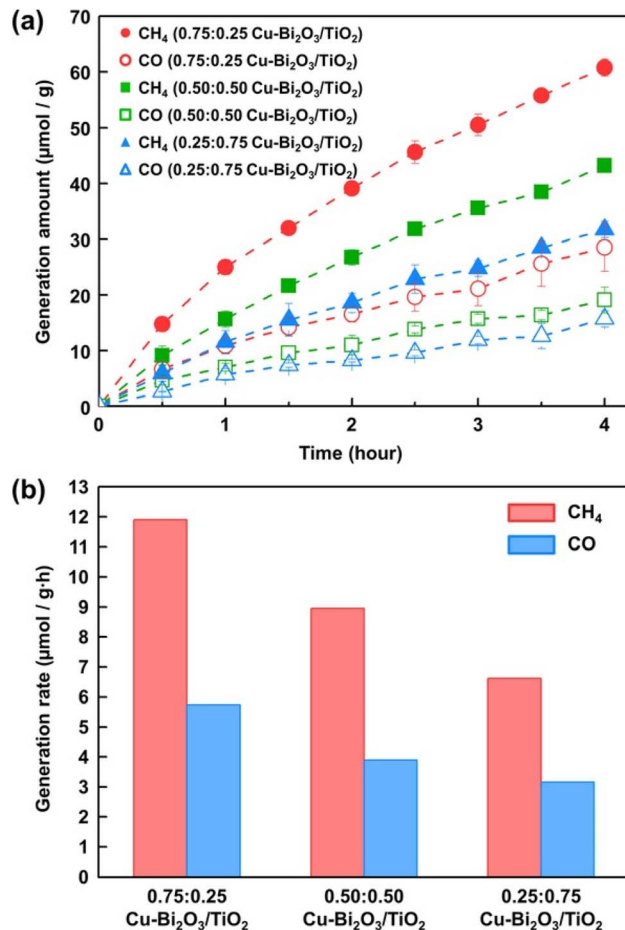 (a)
70
60
50
40
30
20
10
0
Generation amount (μmol / g)
CH₄ (0.75:0.25 Cu-Bi₂O₃/TiO₂)
CO (0.75:0.25 Cu-Bi₂O₃/TiO₂)
CH₄ (0.50:0.50 Cu-Bi₂O₃/TiO₂)
CO (0.50:0.50 Cu-Bi₂O₃/TiO₂)
CH₄ (0.25:0.75 Cu-Bi₂O₃/TiO₂)
CO (0.25:0.75 Cu-Bi₂O₃/TiO₂)
0 1 2 3 4
Time (hour)
(b)
13
12
11
10
9
8
7
6
5
4
3
2
1
0
Generation rate (μmol / g·h)
CH₄
CO
0.75:0.25 0.50:0.50 0.25:0.75
Cu-Bi₂O₃/TiO₂ Cu-Bi₂O₃/TiO₂ Cu-Bi₂O₃/TiO₂